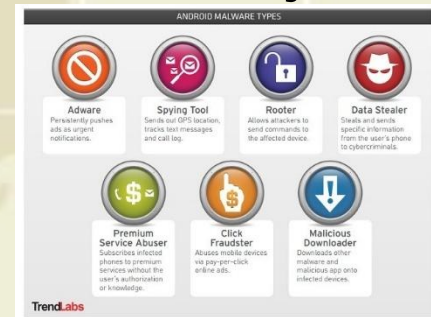 ANDROID MALWARE TYPES
Adware
Persistently pushes
ads as urgent
notifications.
Spying Tool
Sends out GPS location,
tracks text messages
and call log.
Rooter
Allows attackers to
send commands to
the affected device.
Data Stealer
Steals and sends
specific information
from the user's phone
to cybercriminals.
Premium
Service Abuser
Subscribes infected
phones to premium
services without the
user's authorization
or knowledge.
Click
Fraudster
Abuses mobile devices
via pay-per-click
online ads.
Malicious
Downloader
Downloads other
malware and
malicious app onto
infected devices.
TrendLabs